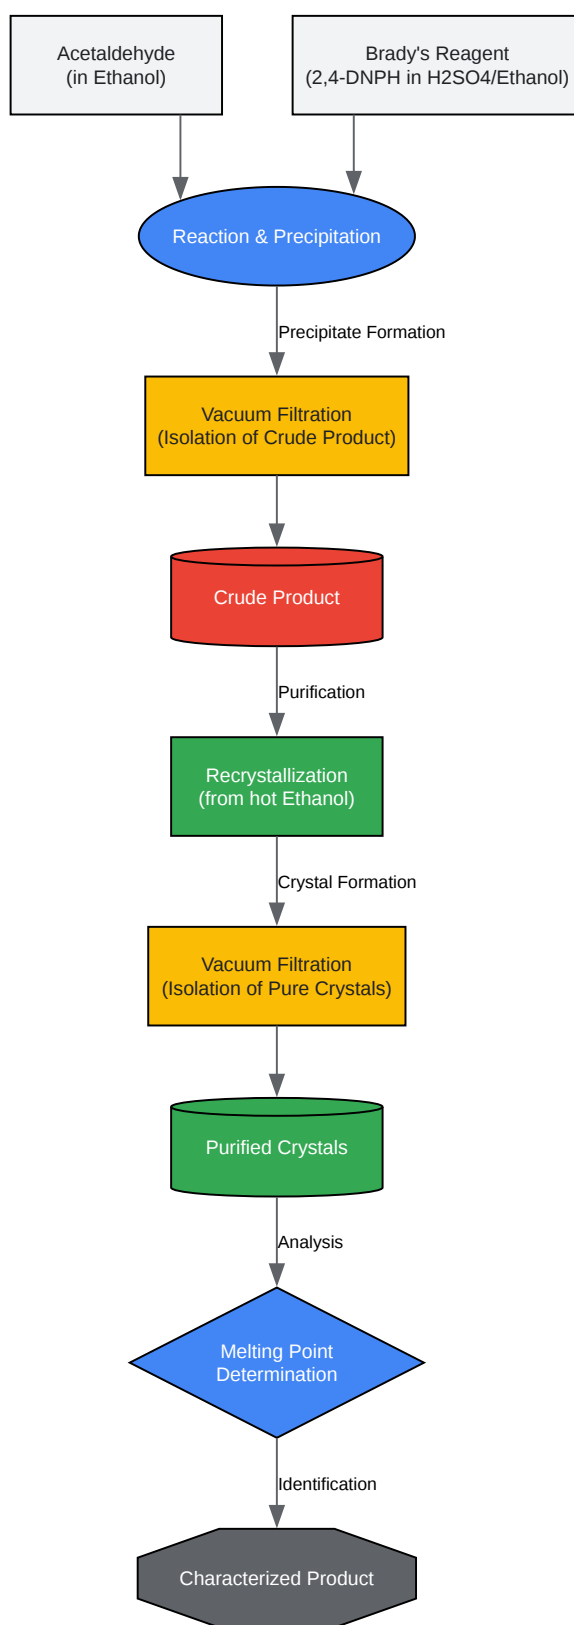 Acetaldehyde
(in Ethanol)
Brady's Reagent
(2,4-DNPH in H2SO4/Ethanol)
Reaction & Precipitation
Precipitate Formation
Vacuum Filtration
(Isolation of Crude Product)
Crude Product
Purification
Recrystallization
(from hot Ethanol)
Crystal Formation
Vacuum Filtration
(Isolation of Pure Crystals)
Purified Crystals
Analysis
Melting Point
Determination
Identification
Characterized Product